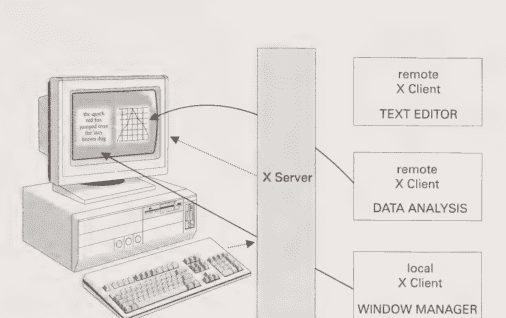 the quick
red fox
jumped over
the lazy
brown dog
X Server
remote
X Client
TEXT EDITOR
remote
X Client
DATA ANALYSIS
local
X Client
WINDOW MANAGER